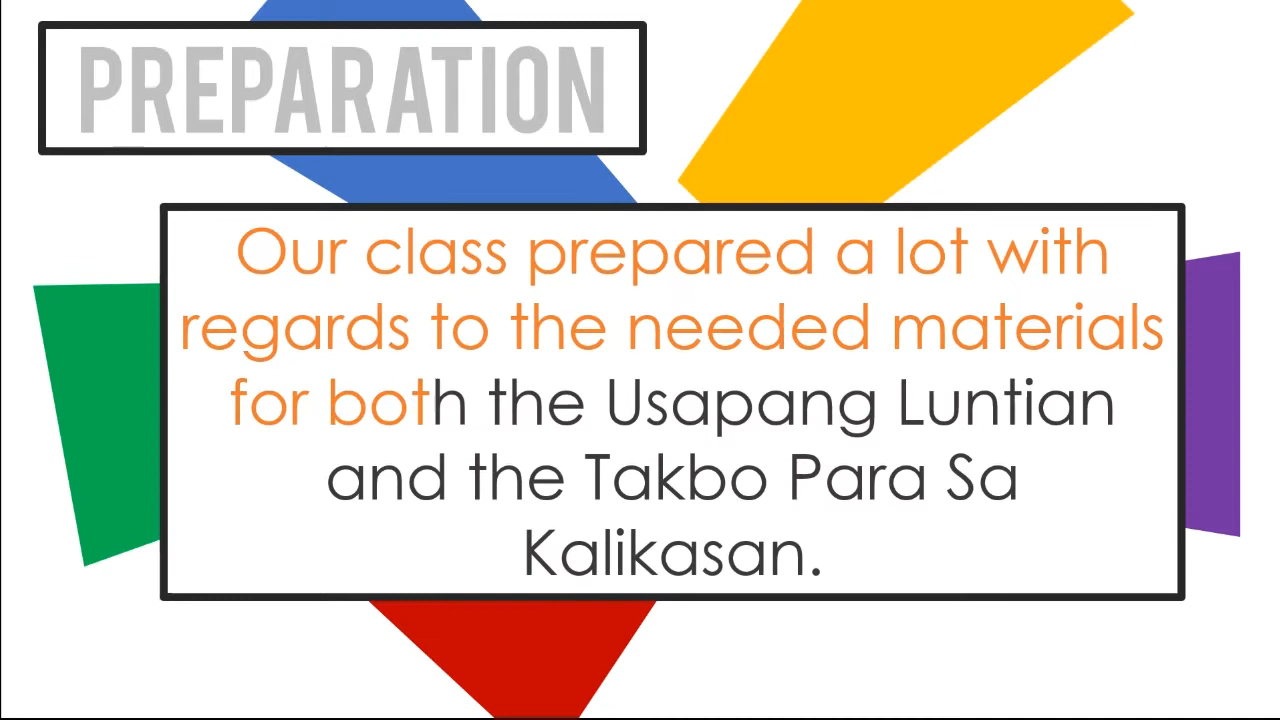 PREPARATION
Our class prepared a lot with
regards to the needed materials
for both the Usapang Luntian
and the Takbo Para Sa
Kalikasan.